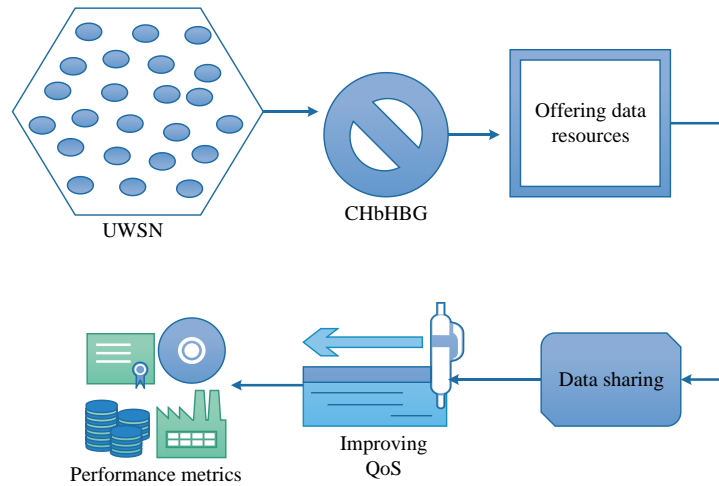 UWSN
CHbHBG
Offering data
resources
Data sharing
Improving
QoS
Performance metrics